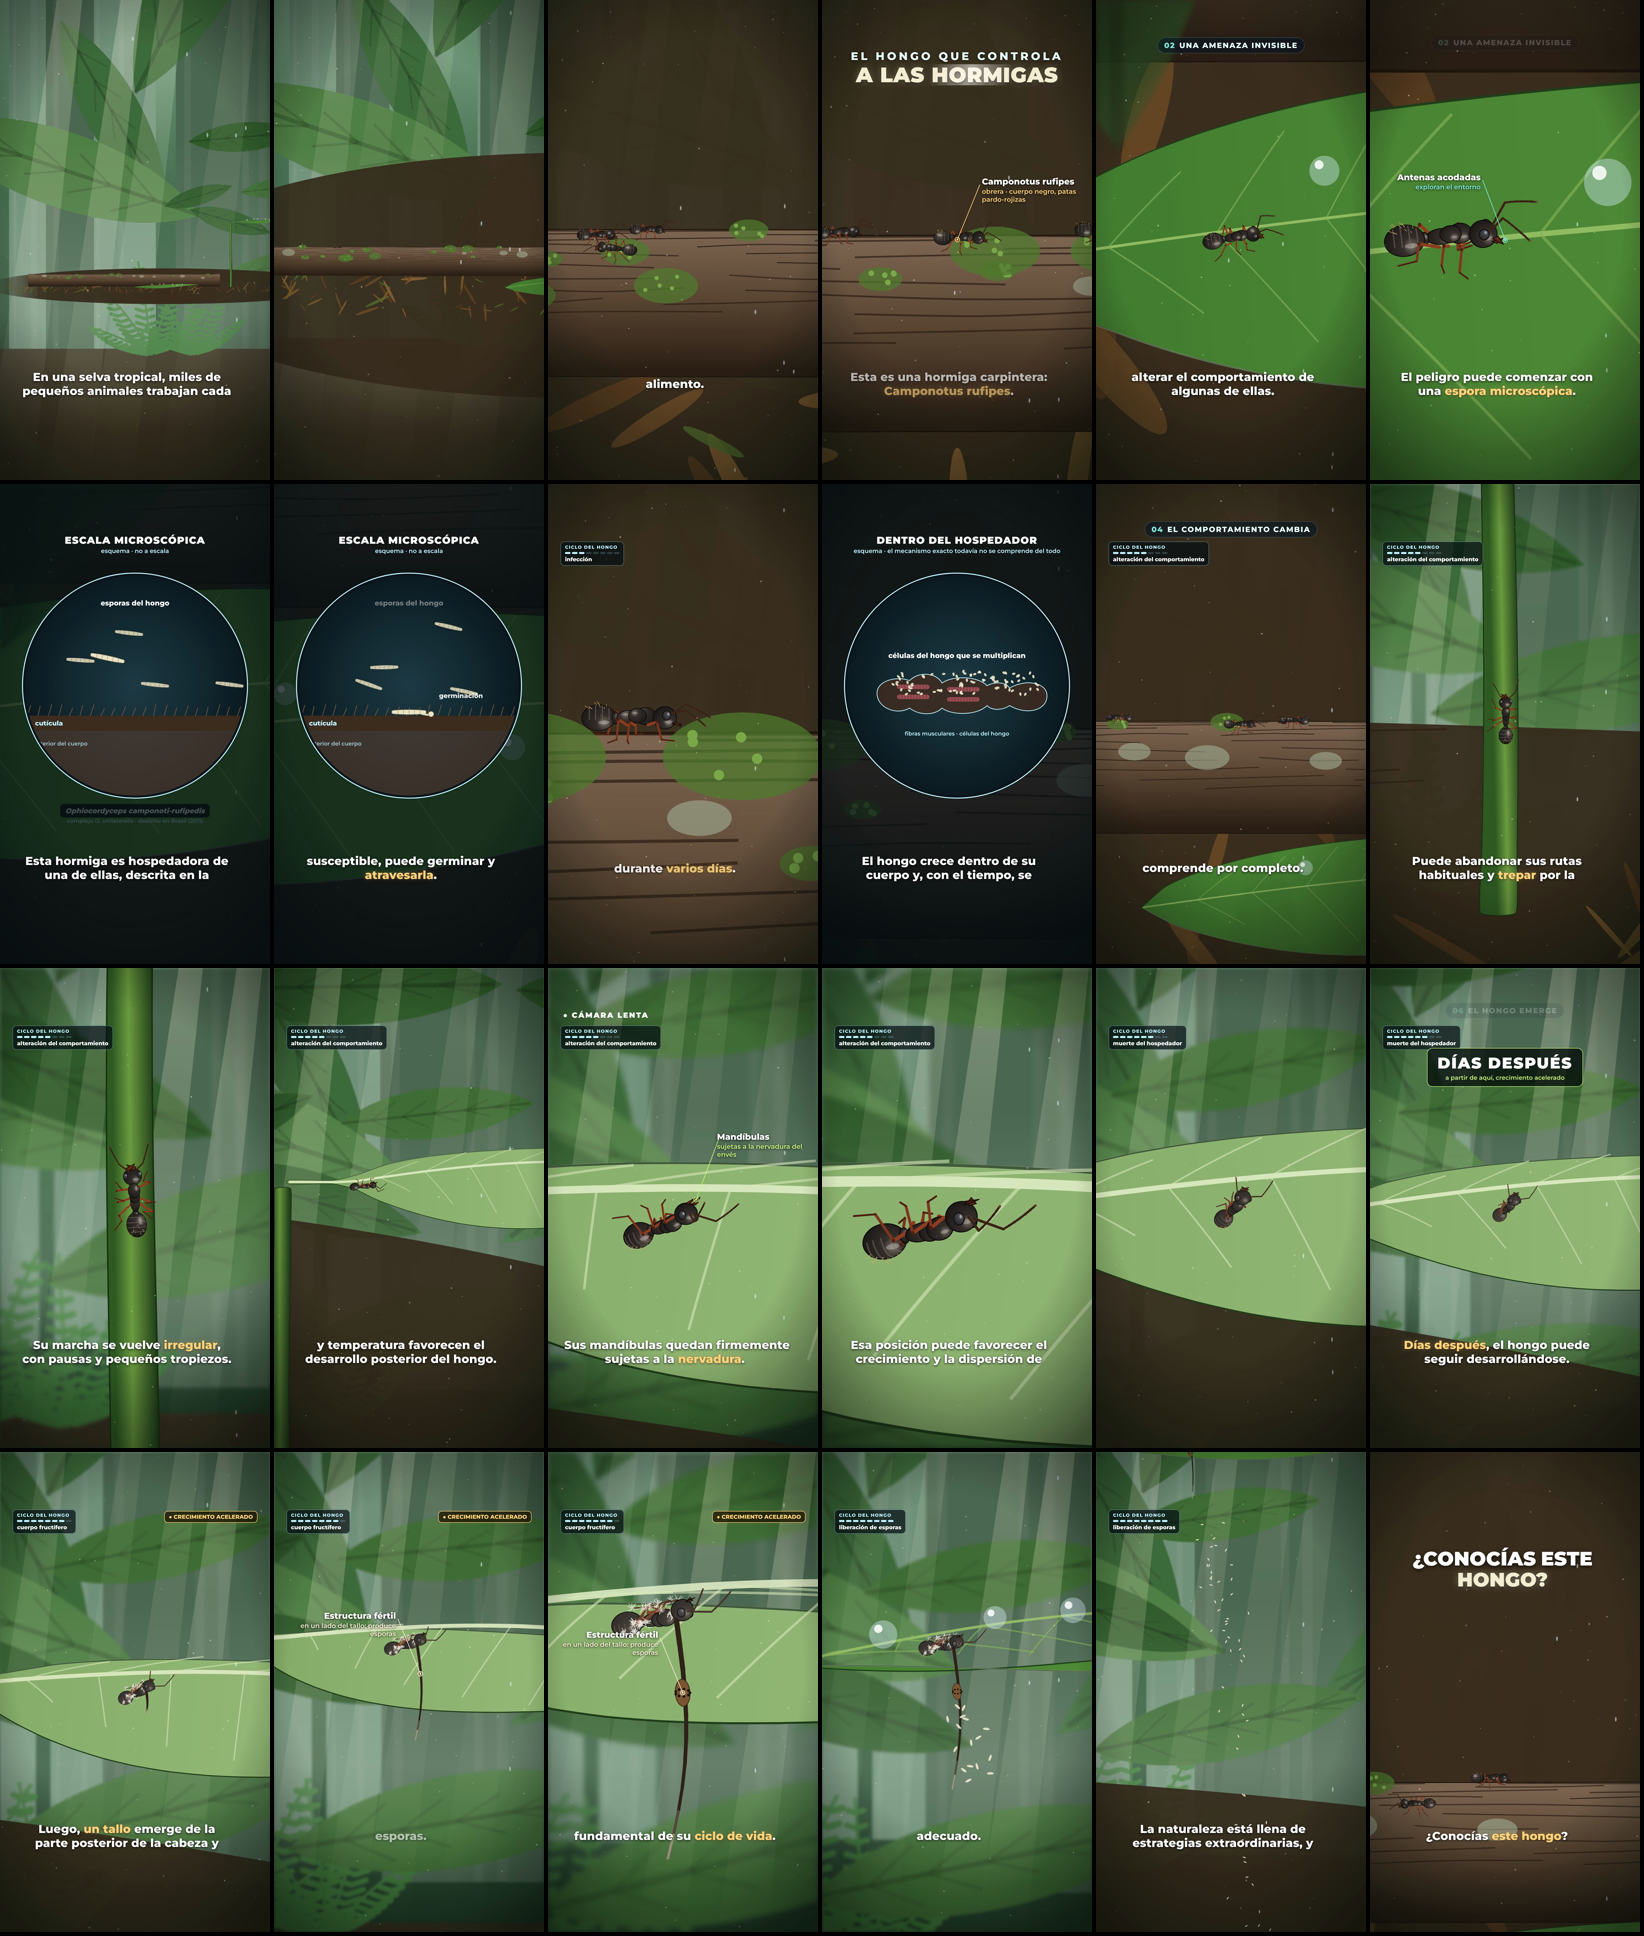 En una selva tropical, miles de
pequeños animales trabajan cada
alimento.
EL HONGO QUE CONTROLA
A LAS HORMIGAS
Camponotus rufipes
obrera · cuerpo negro, patas
pardo-rojizas
Esta es una hormiga carpintera:
Camponotus rufipes.
02 UNA AMENAZA INVISIBLE
alterar el comportamiento de
algunas de ellas.
02 UNA AMENAZA INVISIBLE
Antenas acodadas
exploran el entorno
El peligro puede comenzar con
una espora microscópica.
ESCALA MICROSCÓPICA
esquema · no a escala
esporas del hongo
cutícula
erior del cuerpo
Ophiocordyceps camponoti-rufipedis
Esta hormiga es hospedadora de
una de ellas, descrita en la
ESCALA MICROSCÓPICA
esquema · no a escala
esporas del hongo
germinación
cutícula
erior del cuerpo
susceptible, puede germinar y
atravesarla.
CICLO DEL HONGO
infección
durante varios días.
DENTRO DEL HOSPEDADOR
esquema · el mecanismo exacto todavía no se comprende del todo
células del hongo que se multiplican
fibras musculares · células del hongo
El hongo crece dentro de su
cuerpo y, con el tiempo, se
04 EL COMPORTAMIENTO CAMBIA
CICLO DEL HONGO
alteración del comportamiento
comprende por completo.
CICLO DEL HONGO
alteración del comportamiento
Puede abandonar sus rutas
habituales y trepar por la
CICLO DEL HONGO
alteración del comportamiento
Su marcha se vuelve irregular,
con pausas y pequeños tropiezos.
CICLO DEL HONGO
alteración del comportamiento
y temperatura favorecen el
desarrollo posterior del hongo.
• CÁMARA LENTA
CICLO DEL HONGO
alteración del comportamiento
Mandíbulas
sujetas a la nervadura del
envés
Sus mandíbulas quedan firmemente
sujetas a la nervadura.
CICLO DEL HONGO
alteración del comportamiento
Esa posición puede favorecer el
crecimiento y la dispersión de
CICLO DEL HONGO
muerte del hospedador
06 EL HONGO EMERGE
CICLO DEL HONGO
muerte del hospedador
DÍAS DESPUÉS
a partir de aquí, crecimiento acelerado
Días después, el hongo puede
seguir desarrollándose.
CICLO DEL HONGO
cuerpo fructífero
• CRECIMIENTO ACELERADO
Luego, un tallo emerge de la
parte posterior de la cabeza y
CICLO DEL HONGO
cuerpo fructífero
• CRECIMIENTO ACELERADO
Estructura fértil
en un lado del tallo: produce
esporas
esporas.
CICLO DEL HONGO
cuerpo fructífero
• CRECIMIENTO ACELERADO
Estructura fértil
en un lado del tallo: produce
esporas
fundamental de su ciclo de vida.
CICLO DEL HONGO
liberación de esporas
adecuado.
CICLO DEL HONGO
liberación de esporas
La naturaleza está llena de
estrategias extraordinarias, y
¿CONOCÍAS ESTE
HONGO?
¿Conocías este hongo?